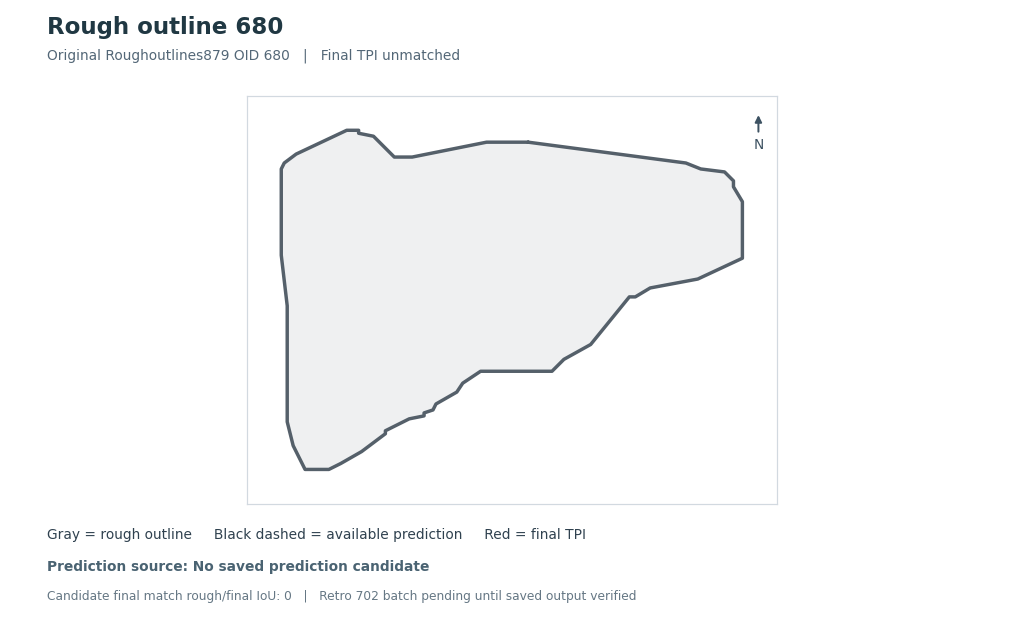 Rough outline 680
Original Roughoutlines879 OID 680   |   Final TPI unmatched
N
Gray = rough outline     Black dashed = available prediction     Red = final TPI
Prediction source: No saved prediction candidate
Candidate final match rough/final IoU: 0   |   Retro 702 batch pending until saved output verified